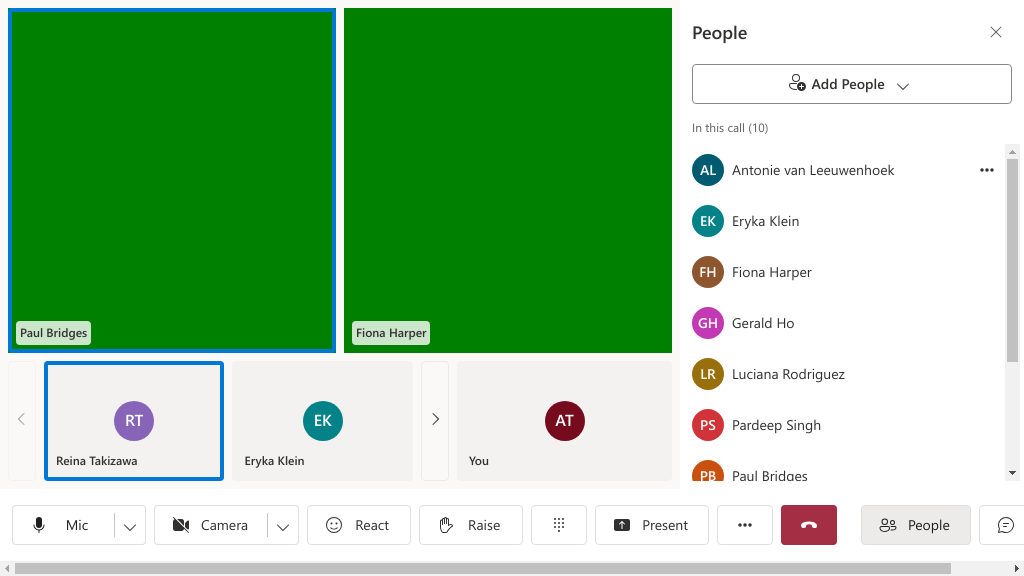 Paul Bridges
Fiona Harper
RT
Reina Takizawa
EK
Eryka Klein
AT
You
People
Add People
In this call (10)
AL Antonie van Leeuwenhoek
EK Eryka Klein
FH Fiona Harper
GH Gerald Ho
LR Luciana Rodriguez
PS Pardeep Singh
PB Paul Bridges
Mic
Camera
React
Raise
Present
People